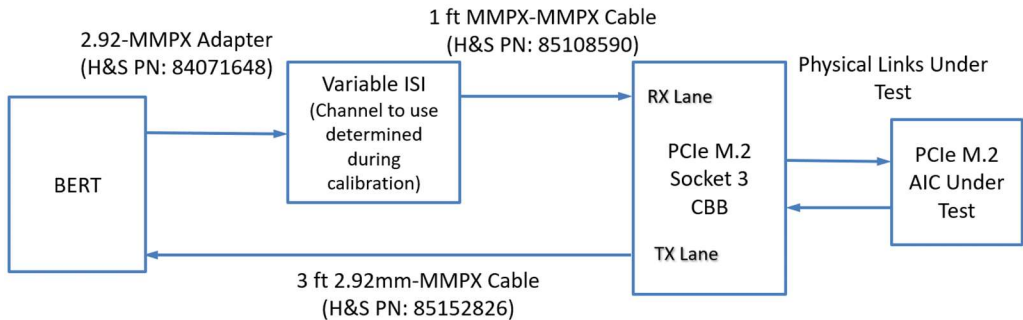 1 ft MMPX-MMPX Cable
(H&S PN: 85108590)
2.92-MMPX Adapter
(H&S PN: 84071648)
Variable ISI
(Channel to use
determined
during
calibration)
BERT
RX Lane
PCIe M.2
Socket 3
CBB
TX Lane
Physical Links Under
Test
PCIe M.2
AIC Under
Test
3 ft 2.92mm-MMPX Cable
(H&S PN: 85152826)